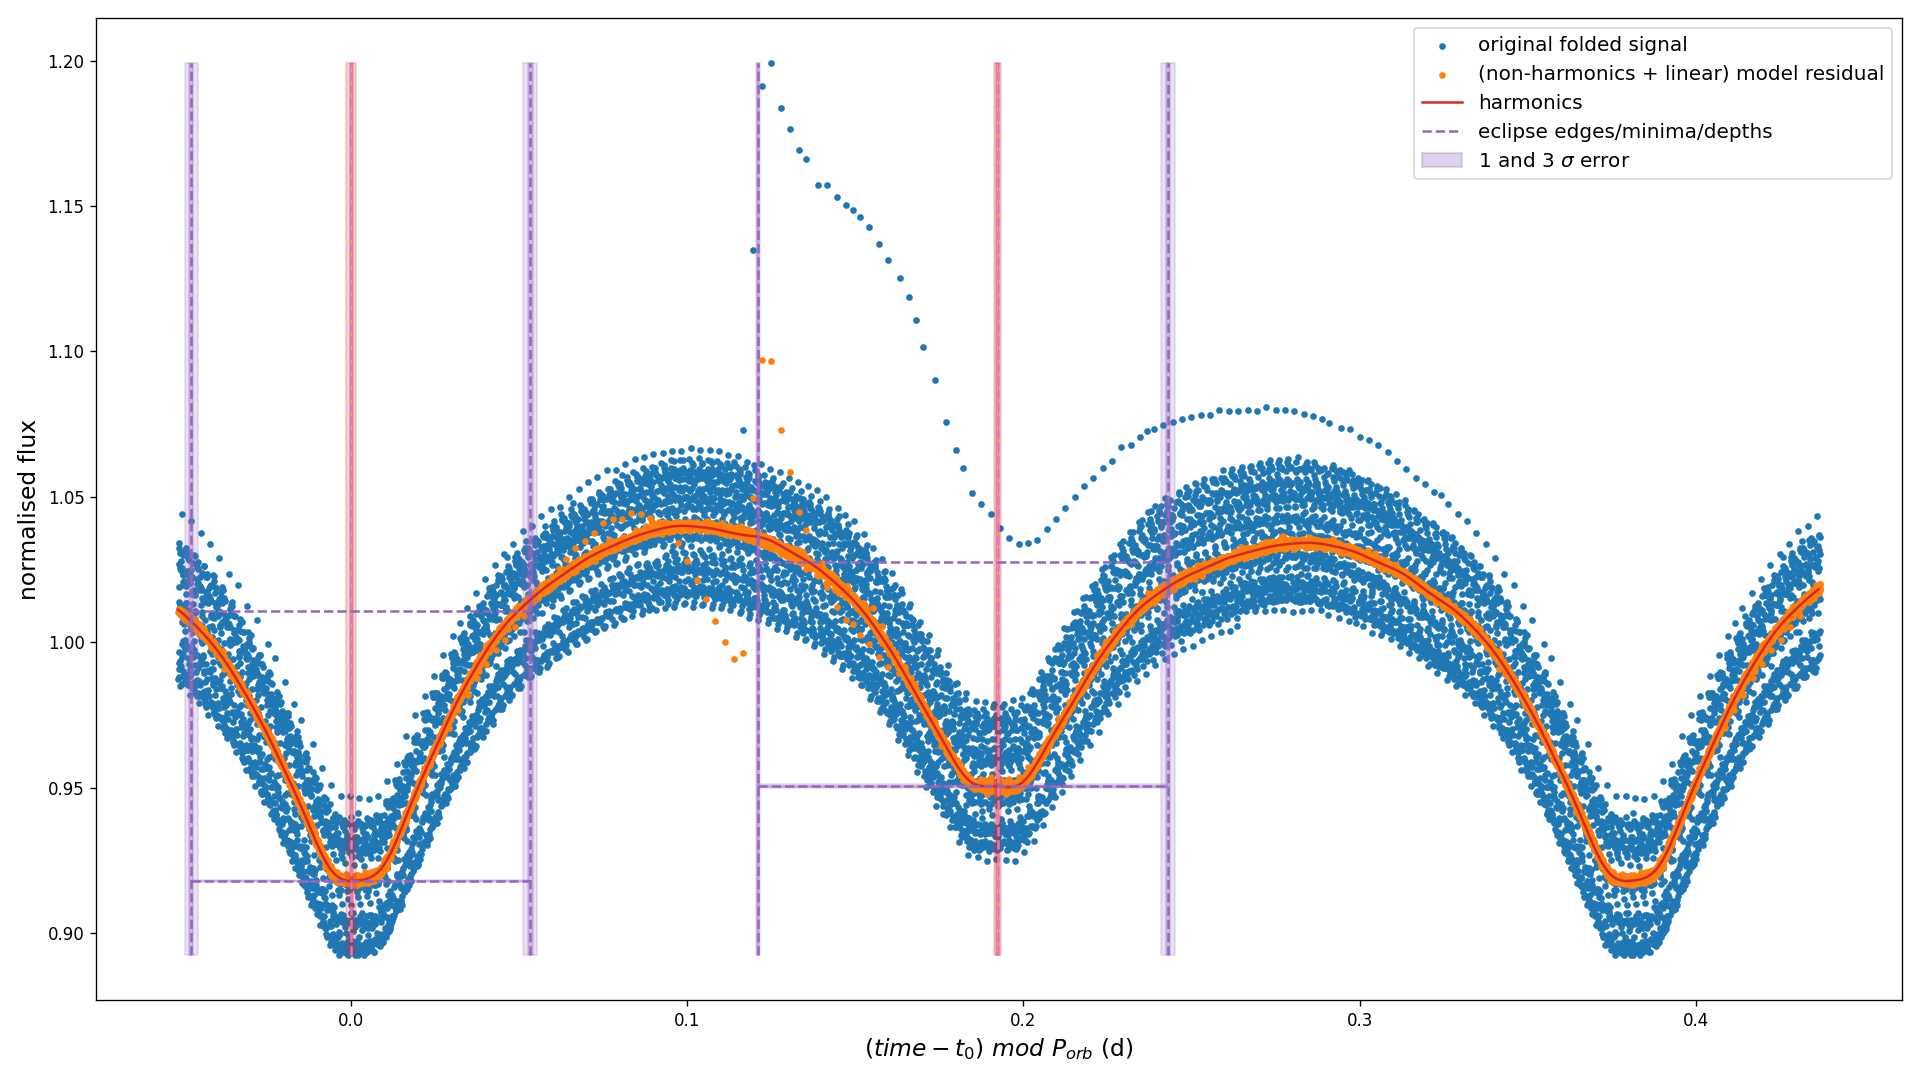 original folded signal
(non-harmonics + linear) model residual
harmonics
eclipse edges/minima/depths
1 and 3 σ error
normalised flux
1.20
1.15
1.10
1.05
1.00
0.95
0.90
0.0 0.1 0.2 0.3 0.4
(time − t₀) mod Pₒᵣb (d)